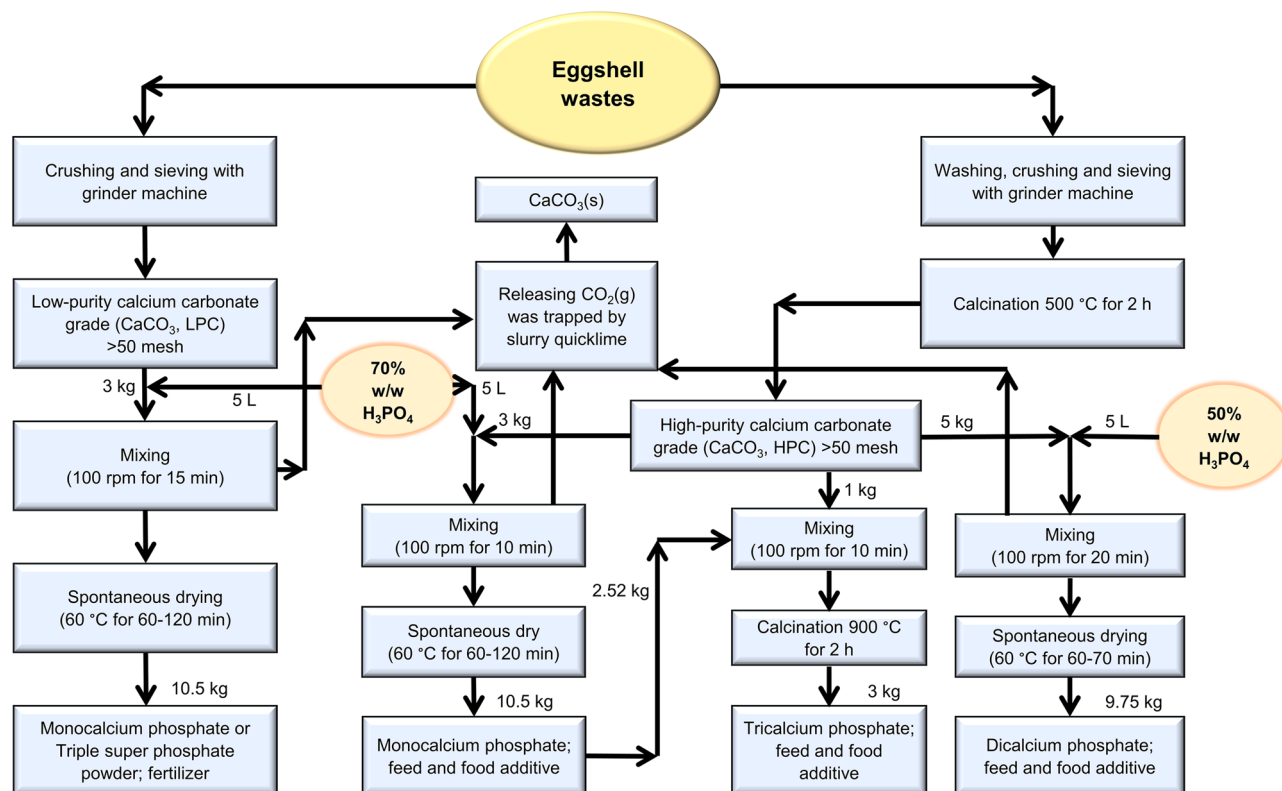 Eggshell
wastes
Crushing and sieving with
grinder machine
Washing, crushing and sieving
with grinder machine
CaCO₃(s)
Low-purity calcium carbonate
grade (CaCO₃, LPC)
>50 mesh
Releasing CO₂(g)
was trapped by
slurry quicklime
Calcination 500 °C for 2 h
3 kg
5 L
70%
w/w
H₃PO₄
5 L
3 kg
High-purity calcium carbonate
grade (CaCO₃, HPC) >50 mesh
5 kg
5 L
50%
w/w
H₃PO₄
Mixing
(100 rpm for 15 min)
1 kg
Mixing
(100 rpm for 10 min)
Mixing
(100 rpm for 10 min)
Mixing
(100 rpm for 20 min)
Spontaneous drying
(60 °C for 60-120 min)
2.52 kg
Spontaneous dry
(60 °C for 60-120 min)
Calcination 900 °C
for 2 h
Spontaneous drying
(60 °C for 60-70 min)
10.5 kg
10.5 kg
3 kg
9.75 kg
Monocalcium phosphate or
Triple super phosphate
powder; fertilizer
Monocalcium phosphate;
feed and food additive
Tricalcium phosphate;
feed and food
additive
Dicalcium phosphate;
feed and food additive